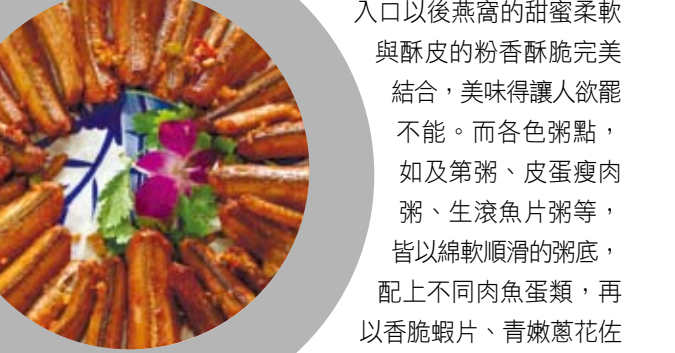 入口以後燕窩的甜蜜柔軟
與酥皮的粉香酥脆完美
結合，美味得讓人欲罷
不能。而各色粥點，
如及第粥、皮蛋瘦肉
粥、生滾魚片粥等，
皆以綿軟順滑的粥底，
配上不同肉魚蛋類，再
以香脆蝦片、青嫩蔥花佐